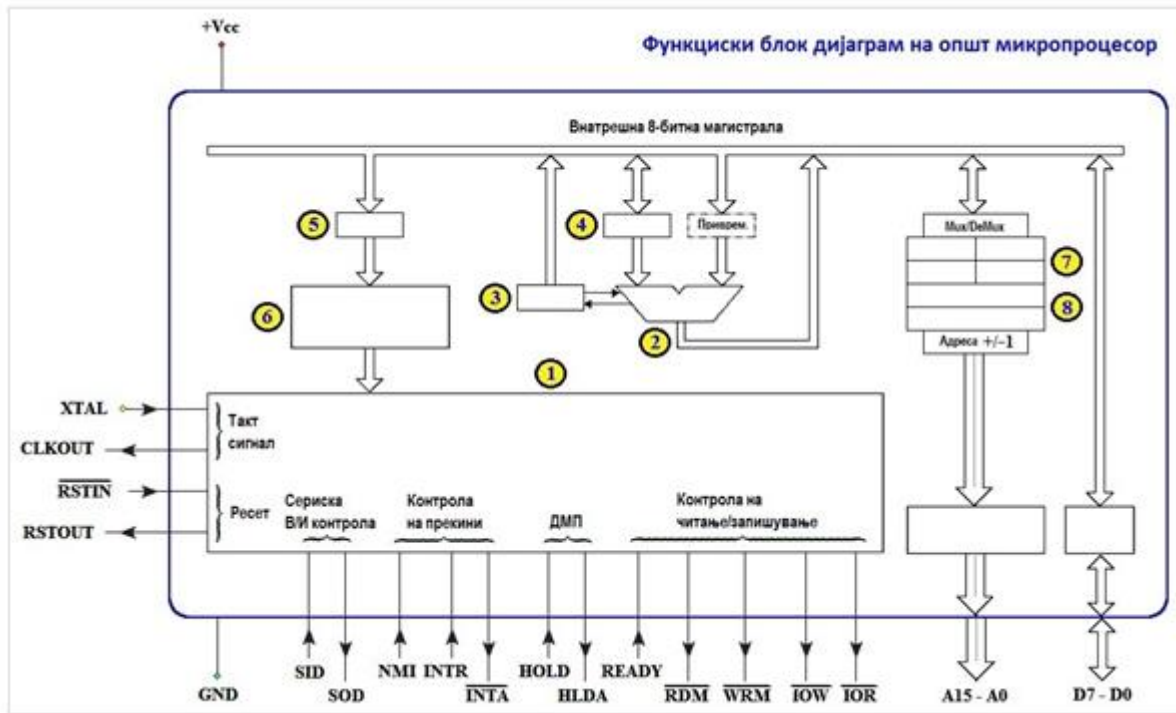 +Vcc
Функциски блок дијаграм на општ микропроцесор
Внатрешна 8-битна магистрала
5
4
Приврем.
Mux/DeMux
7
3
8
6
2
Адреса +/−1
1
XTAL
Такт
сигнал
CLKOUT
RSTIN
Ресет
RSTOUT
Сериска
В/И контрола
Контрола
на прекини
ДМП
Контрола на
читање/запишување
SID
SOD
NMI
INTR
INTA
HOLD
HLDA
READY
RDM
WRM
IOW
IOR
GND
A15 - A0
D7 - D0